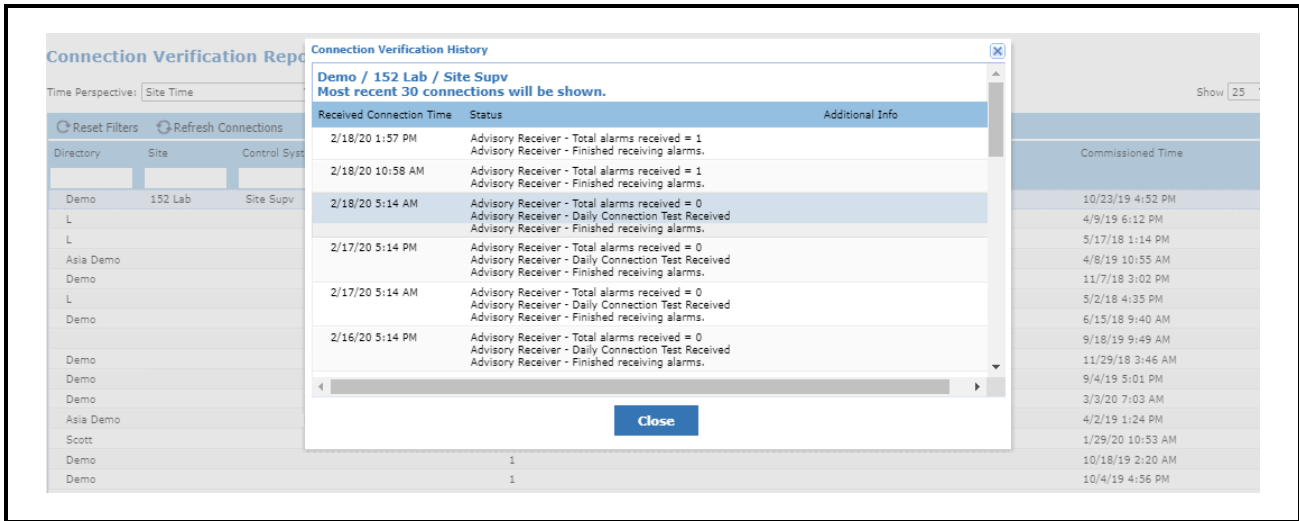 Connection Verification Repo
Time Perspective: Site Time
Show 25
Reset Filters Refresh Connections
Directory Site Control Syst Commissioned Time
Demo 152 Lab Site Supv 10/23/19 4:52 PM
L 4/9/19 6:12 PM
L 5/17/18 1:14 PM
Asia Demo 4/8/19 10:55 AM
Demo 11/7/18 3:02 PM
L 5/2/18 4:35 PM
Demo 6/15/18 9:40 AM
9/18/19 9:49 AM
Demo 11/29/18 3:46 AM
Demo 9/4/19 5:01 PM
Demo 3/3/20 7:03 AM
Asia Demo 4/2/19 1:24 PM
Scott 1/29/20 10:53 AM
Demo 1 10/18/19 2:20 AM
Demo 1 10/4/19 4:56 PM
Connection Verification History
Demo / 152 Lab / Site Supv
Most recent 30 connections will be shown.
Received Connection Time Status Additional Info
2/18/20 1:57 PM Advisory Receiver - Total alarms received = 1
Advisory Receiver - Finished receiving alarms.
2/18/20 10:58 AM Advisory Receiver - Total alarms received = 1
Advisory Receiver - Finished receiving alarms.
2/18/20 5:14 AM Advisory Receiver - Total alarms received = 0
Advisory Receiver - Daily Connection Test Received
Advisory Receiver - Finished receiving alarms.
2/17/20 5:14 PM Advisory Receiver - Total alarms received = 0
Advisory Receiver - Daily Connection Test Received
Advisory Receiver - Finished receiving alarms.
2/17/20 5:14 AM Advisory Receiver - Total alarms received = 0
Advisory Receiver - Daily Connection Test Received
Advisory Receiver - Finished receiving alarms.
2/16/20 5:14 PM Advisory Receiver - Total alarms received = 0
Advisory Receiver - Daily Connection Test Received
Advisory Receiver - Finished receiving alarms.
Close